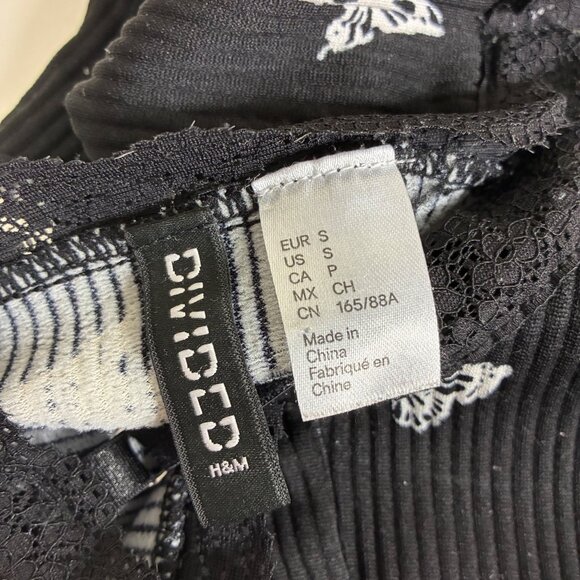 DIVIDED
H&M
EUR S
US S
CA P
MX CH
CN 165/88A
Made in
China
Fabriqué en
Chine